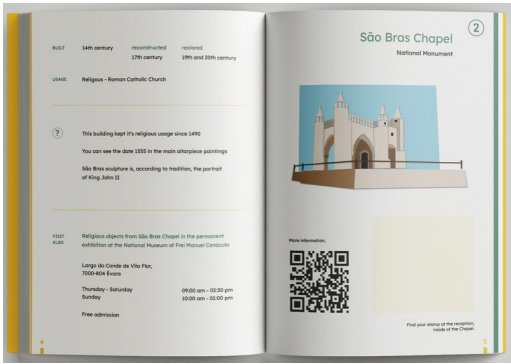 BUILT 14th century reconstructed restored
17th century 19th and 20th century
USAGE Religious - Roman Catholic Church
?
This building kept it's religious usage since 1490
You can see the date 1555 in the main altarpiece paintings
São Bras sculpture is, according to tradition, the portrait
of King John II
VISIT Religious objects from São Bras Chapel in the permanent
ALSO exhibition at the National Museum of Frei Manuel Cenáculo
Largo do Conde de Vila Flor,
7000-804 Évora
Thursday - Saturday 09:00 am - 05:50 pm
Sunday 10:00 am - 01:00 pm
Free admission
4
2
São Bras Chapel
National Monument
More information:
Find your stamp at the reception,
inside of the Chapel.
5